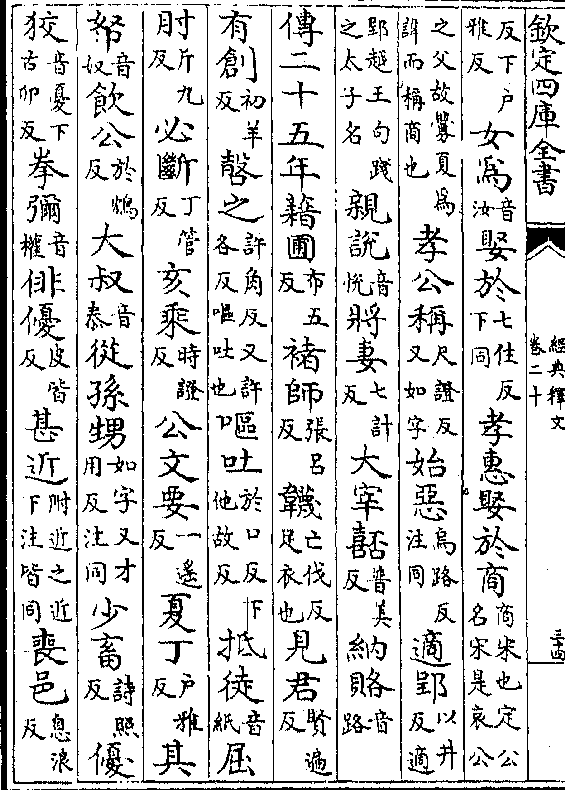 欽定四庫全書
經典釋文
卷二十
三十四
反下戶雅反女爲音汝娶於七住反下同孝惠娶於商商宋也定公名宋是哀公
之父故釁夏爲諱而稱商也孝公稱尺證反又如字始惡烏路反注同適郢以井反適
郢越王句踐之太子名親說音悅將妻七計反大宰嚭音泰反納賂音路
傳二十五年籍圃布五反褚師張呂反韈亡伐反足衣也見君賢遍反
有創初羊反嗀之許角反又許各反嘔吐也嘔吐於口反下他故反抵徒音紙屈
肘斤九反必斷丁管反亥乘時證反公文要一遙反夏丁戶雅反其
帑音奴飲公於鴆反大叔音泰從孫甥如字又才用反注同少畜詩照反優
狡音憂下古卯反拳彌音權俳優皮皆反甚近附近之近下注皆同喪邑息浪反